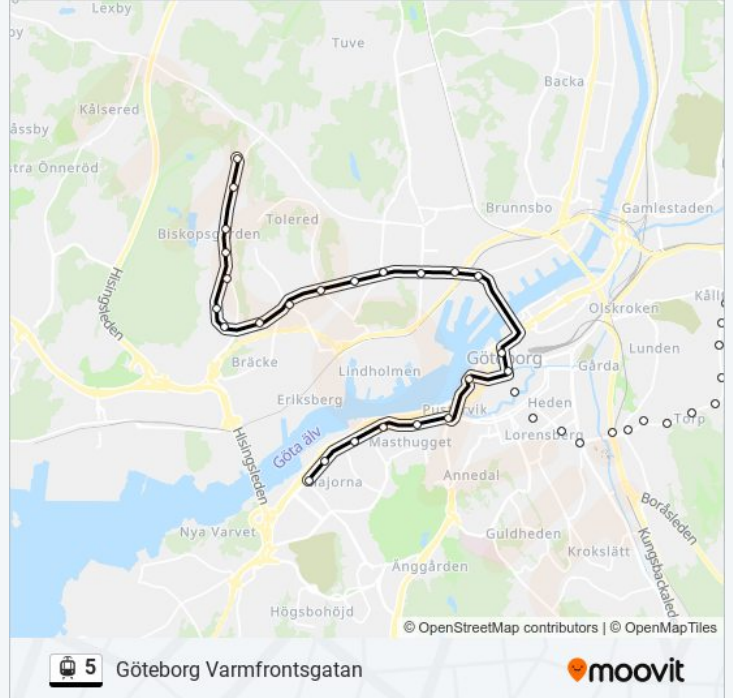 Lexby
Tuve
Backa
Kålsered
åssby
stra Önneröd
Brunnsbo
Gamlestaden
Tolered
Biskopsgården
Hisingsleden
Olskroken
Kåll
Göteborg
Lunden
Gårda
Bräcke
Lindholmen
Eriksberg
Heden
Torp
Masthugget
Lorensberg
Göta älv
Hisingsleden
Annedal
Majorna
Boråsleden
Nya Varvet
Guldheden
Krokslätt
Kungsbackaled
Änggården
Högsbohöjd
© OpenStreetMap contributors | © OpenMapTiles
5 Göteborg Varmfrontsgatan
moovit